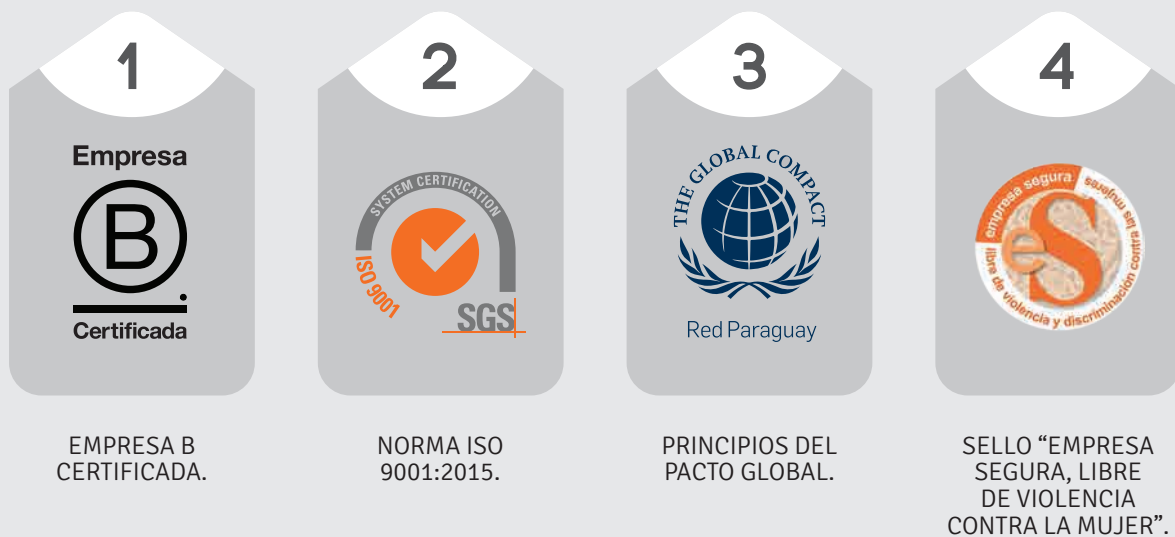 1
Empresa
B
Certificada
EMPRESA B
CERTIFICADA.
2
SYSTEM CERTIFICATION
ISO 9001
SGS
NORMA ISO
9001:2015.
3
THE GLOBAL COMPACT
Red Paraguay
PRINCIPIOS DEL
PACTO GLOBAL.
4
empresa segura
libre de violencia y discriminación contra las mujeres
eS
SELLO “EMPRESA
SEGURA, LIBRE
DE VIOLENCIA
CONTRA LA MUJER”.